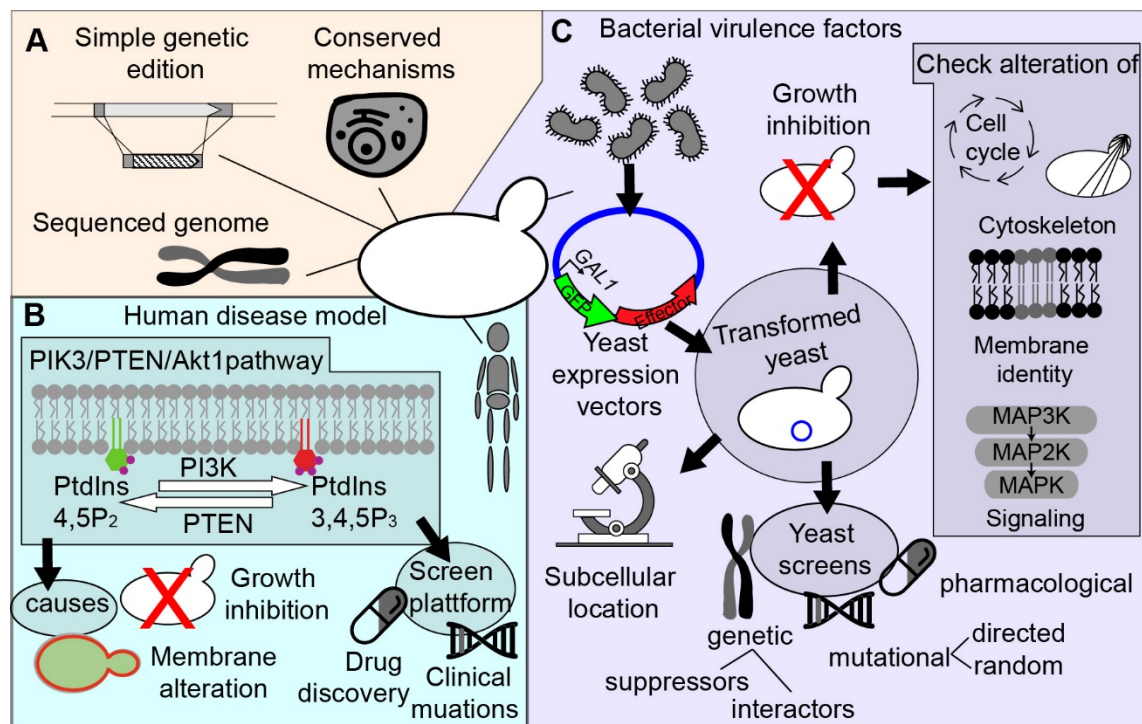 A
Simple genetic
edition
Conserved
mechanisms
Sequenced genome
B
Human disease model
PIK3/PTEN/Akt1pathway
PI3K
PTEN
PtdIns
4,5P₂
PtdIns
3,4,5P₃
causes
Growth
inhibition
Membrane
alteration
Screen
plattform
Drug
discovery
Clinical
muations
C
Bacterial virulence factors
GAL1
GFP
Effector
Yeast
expression
vectors
Transformed
yeast
Growth
inhibition
Check alteration of
Cell
cycle
Cytoskeleton
Membrane
identity
MAP3K
MAP2K
MAPK
Signaling
Subcellular
location
Yeast
screens
genetic
suppressors
interactors
pharmacological
mutational
directed
random